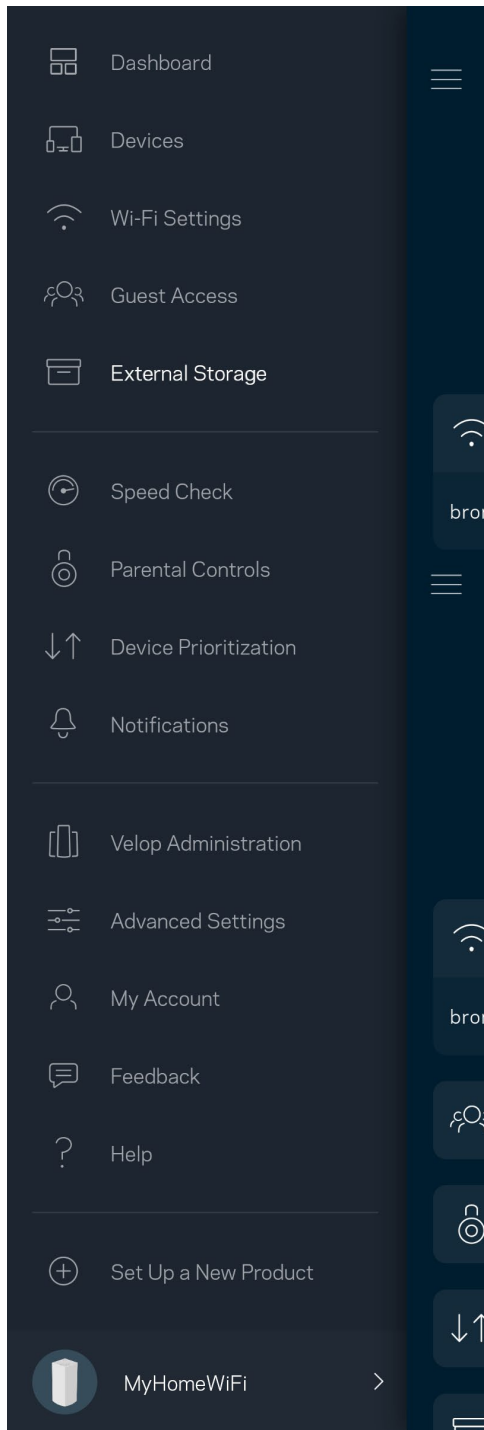 Dashboard
Devices
Wi-Fi Settings
Guest Access
External Storage
Speed Check
Parental Controls
Device Prioritization
Notifications
Velop Administration
Advanced Settings
My Account
Feedback
Help
Set Up a New Product
MyHomeWiFi